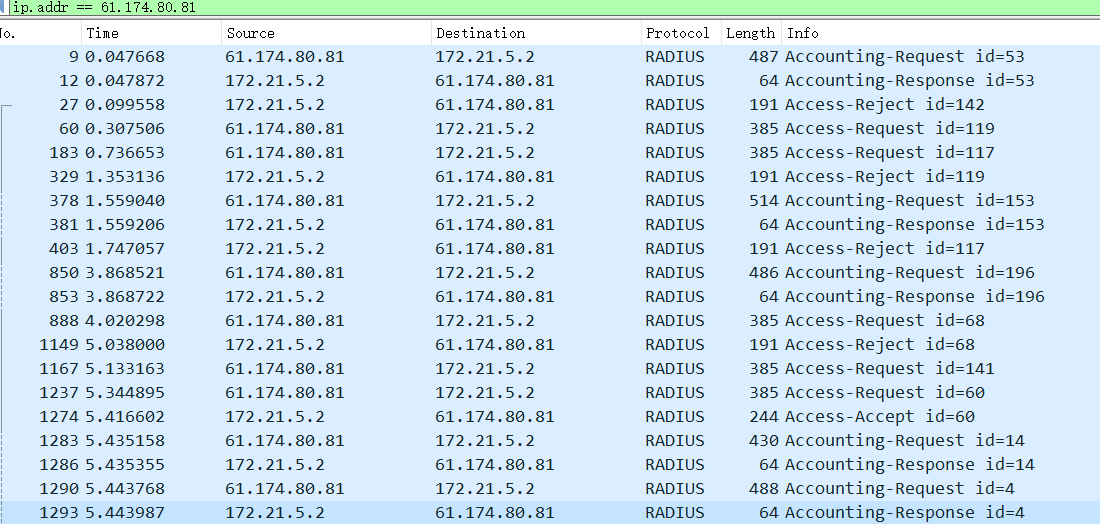 ip.addr == 61.174.80.81
No. Time Source Destination Protocol Length Info
9 0.047668 61.174.80.81 172.21.5.2 RADIUS 487 Accounting-Request id=53
12 0.047872 172.21.5.2 61.174.80.81 RADIUS 64 Accounting-Response id=53
27 0.099558 172.21.5.2 61.174.80.81 RADIUS 191 Access-Reject id=142
60 0.307506 61.174.80.81 172.21.5.2 RADIUS 385 Access-Request id=119
183 0.736653 61.174.80.81 172.21.5.2 RADIUS 385 Access-Request id=117
329 1.353136 172.21.5.2 61.174.80.81 RADIUS 191 Access-Reject id=119
378 1.559040 61.174.80.81 172.21.5.2 RADIUS 514 Accounting-Request id=153
381 1.559206 172.21.5.2 61.174.80.81 RADIUS 64 Accounting-Response id=153
403 1.747057 172.21.5.2 61.174.80.81 RADIUS 191 Access-Reject id=117
850 3.868521 61.174.80.81 172.21.5.2 RADIUS 486 Accounting-Request id=196
853 3.868722 172.21.5.2 61.174.80.81 RADIUS 64 Accounting-Response id=196
888 4.020298 61.174.80.81 172.21.5.2 RADIUS 385 Access-Request id=68
1149 5.038000 172.21.5.2 61.174.80.81 RADIUS 191 Access-Reject id=68
1167 5.133163 61.174.80.81 172.21.5.2 RADIUS 385 Access-Request id=141
1237 5.344895 61.174.80.81 172.21.5.2 RADIUS 385 Access-Request id=60
1274 5.416602 172.21.5.2 61.174.80.81 RADIUS 244 Access-Accept id=60
1283 5.435158 61.174.80.81 172.21.5.2 RADIUS 430 Accounting-Request id=14
1286 5.435355 172.21.5.2 61.174.80.81 RADIUS 64 Accounting-Response id=14
1290 5.443768 61.174.80.81 172.21.5.2 RADIUS 488 Accounting-Request id=4
1293 5.443987 172.21.5.2 61.174.80.81 RADIUS 64 Accounting-Response id=4